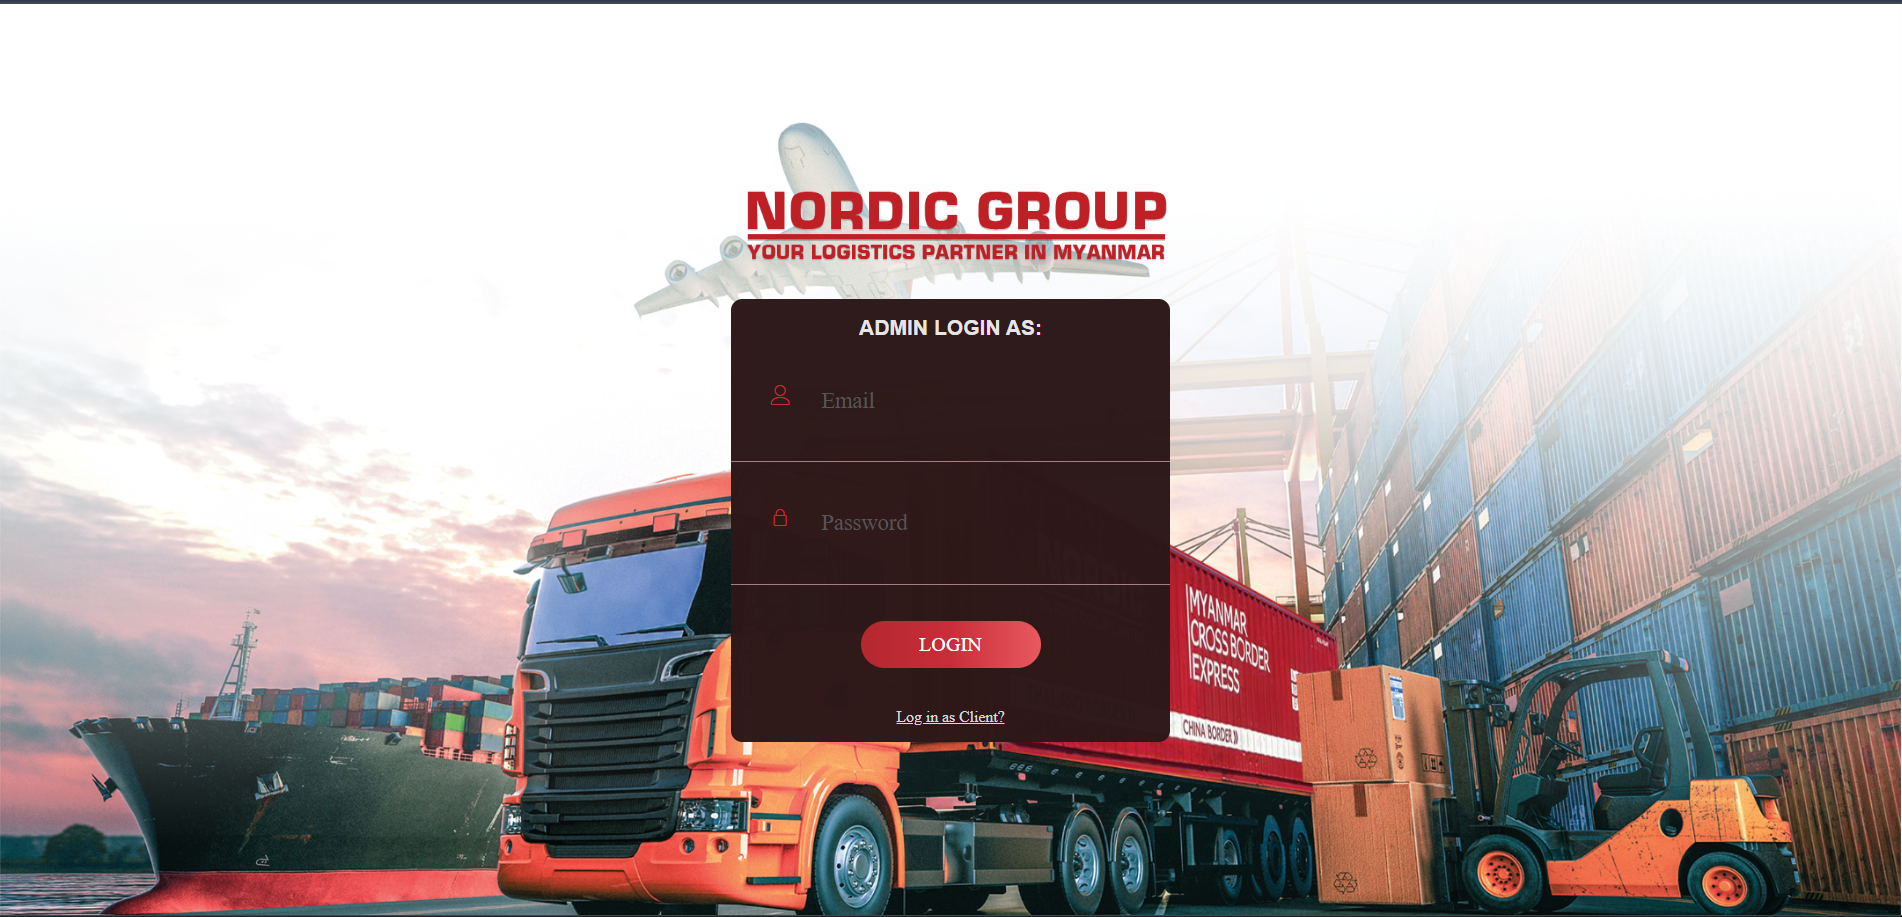 NORDIC GROUP
YOUR LOGISTICS PARTNER IN MYANMAR
ADMIN LOGIN AS:
Email
Password
LOGIN
Log in as Client?
NORDIC
MYANMAR
CROSS BORDER
EXPRESS
CHINA BORDER »